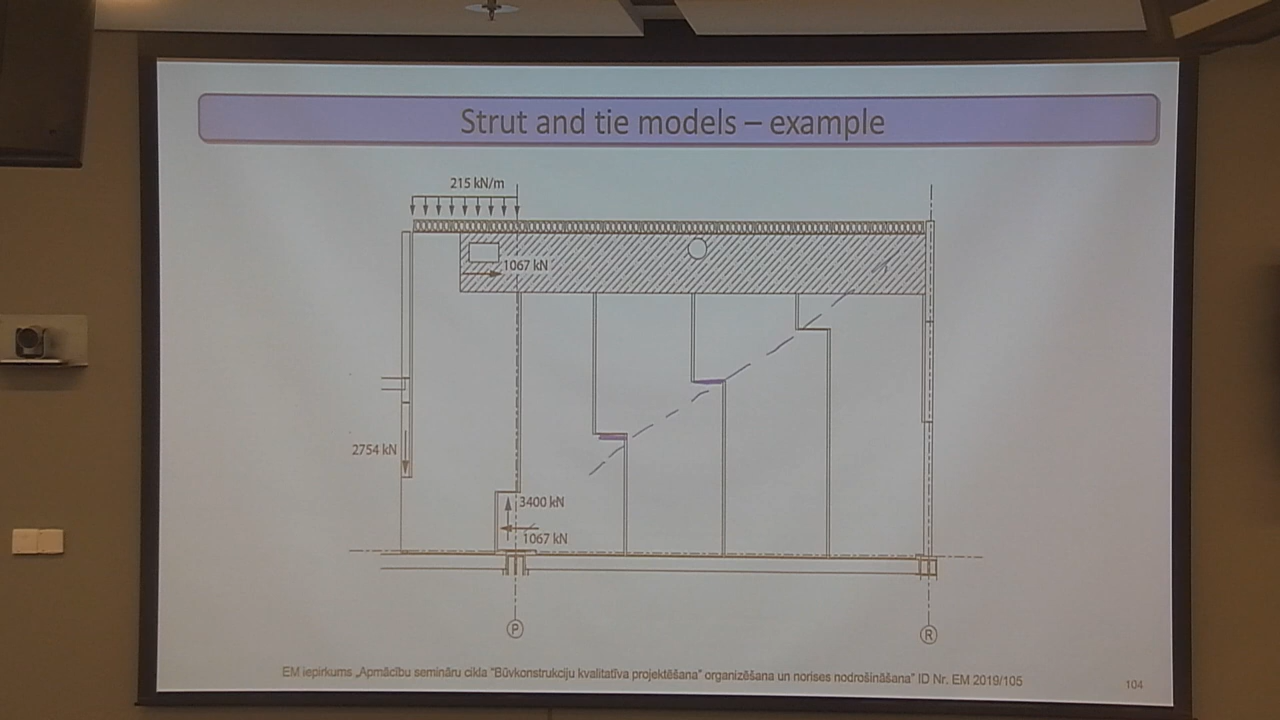 Strut and tie models – example
215 kN/m
1067 kN
2754 kN
3400 kN
1067 kN
P
R
EM iepirkums „Apmācību semināru cikla "Būvkonstrukciju kvalitatīva projektēšana" organizēšana un norises nodrošināšana" ID Nr. EM 2019/105
104